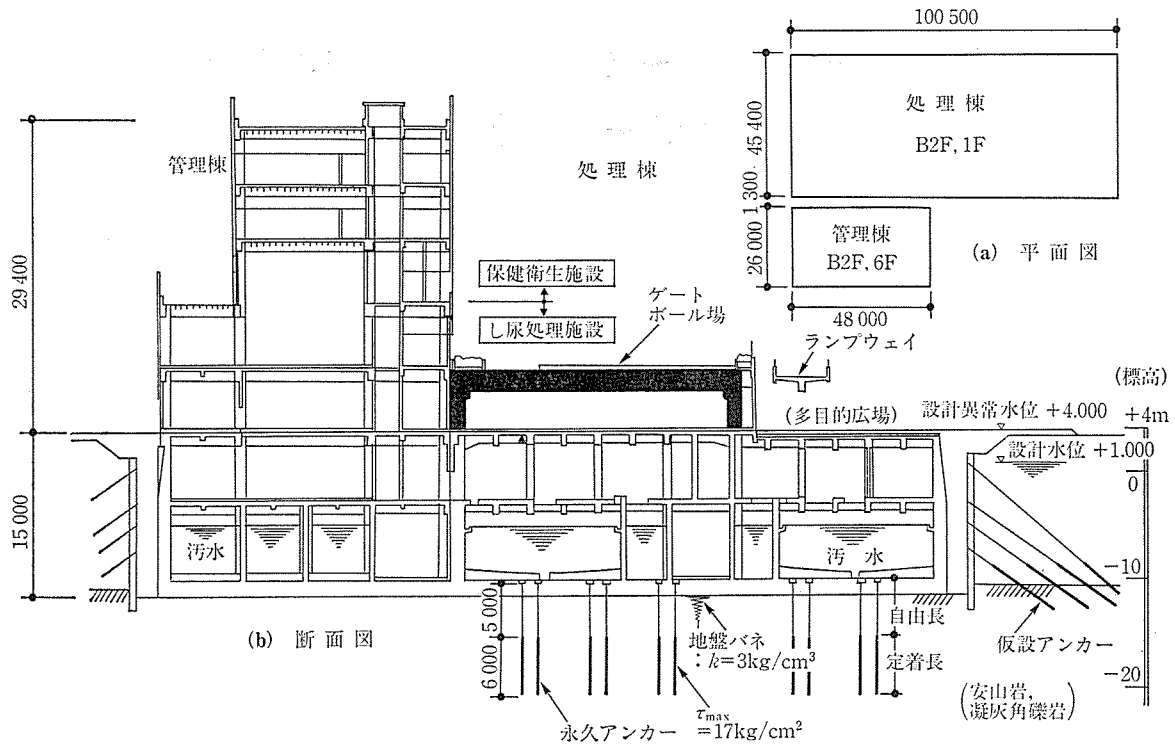 100 500
処 理 棟
B2F, 1F
45 400
1 300
管理棟
B2F, 6F
26 000
48 000
(a) 平 面 図
管理棟
処 理 棟
29 400
保健衛生施設
し尿処理施設
ゲート
ボール場
ランプウェイ
(標高)
(多目的広場)
設計異常水位 +4.000
+4m
設計水位 +1.000
0
15 000
汚水
汚 水
-10
(b) 断 面 図
5 000
6 000
地盤バネ
: k=3kg/cm³
自由長
定着長
仮設アンカー
-20
(安山岩,
凝灰角礫岩)
永久アンカー
τmax
=17kg/cm²